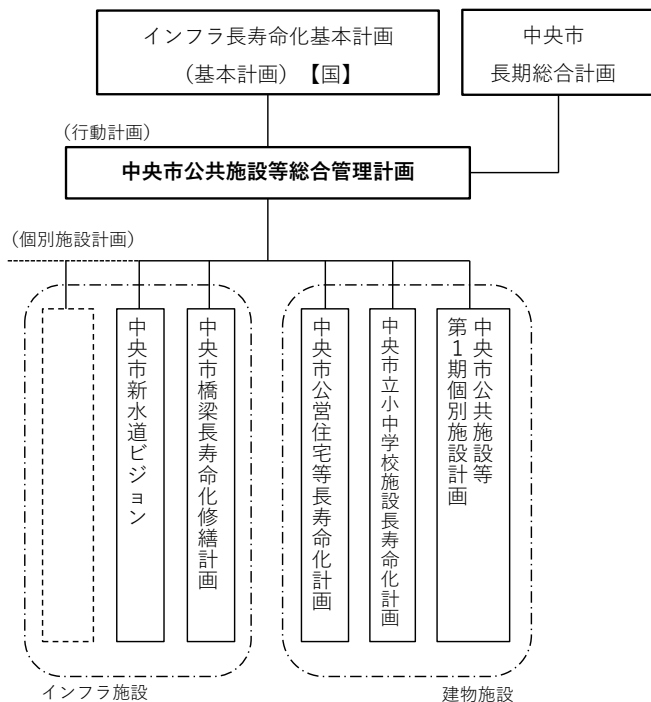 インフラ長寿命化基本計画
（基本計画）【国】
中央市
長期総合計画
（行動計画）
中央市公共施設等総合管理計画
（個別施設計画）
中央市新水道ビジョン
中央市橋梁長寿命化修繕計画
中央市公営住宅等長寿命化計画
中央市立小中学校施設長寿命化計画
中央市公共施設等
第１期個別施設計画
インフラ施設
建物施設